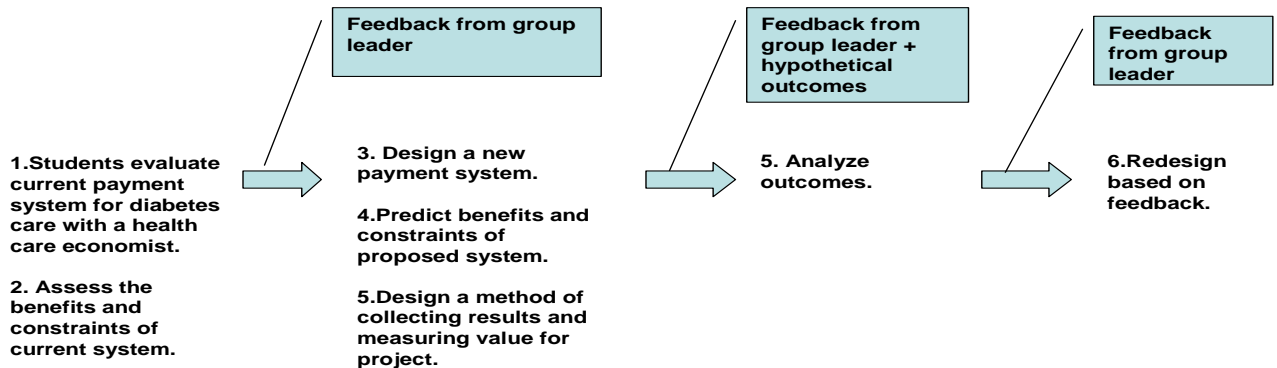 Feedback from group
leader
Feedback from
group leader +
hypothetical
outcomes
Feedback
from group
leader
1.Students evaluate
current payment
system for diabetes
care with a health
care economist.
2. Assess the
benefits and
constraints of
current system.
3. Design a new
payment system.
4.Predict benefits and
constraints of
proposed system.
5.Design a method of
collecting results and
measuring value for
project.
5. Analyze
outcomes.
6.Redesign
based on
feedback.